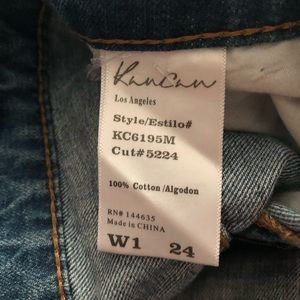 KanCan
Los Angeles
Style/Estilo#
KC6195M
Cut#5224
100% Cotton/Algodon
RN# 144635
Made in CHINA
W1 24